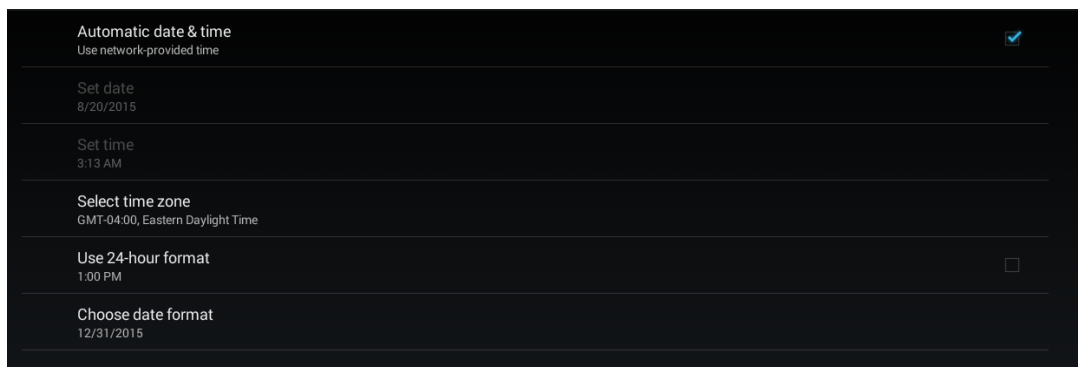 Automatic date & time
Use network-provided time
Set date
8/20/2015
Set time
3:13 AM
Select time zone
GMT-04:00, Eastern Daylight Time
Use 24-hour format
1:00 PM
Choose date format
12/31/2015